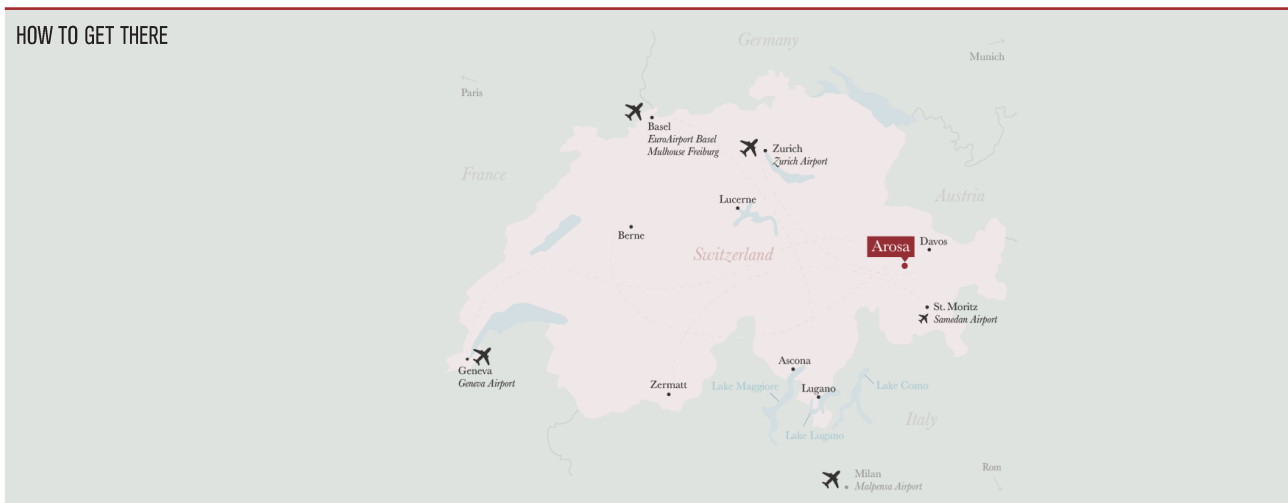 HOW TO GET THERE
Germany
Munich
Paris
Basel
EuroAirport Basel
Mulhouse Freiburg
Zurich
Zurich Airport
France
Austria
Lucerne
Berne
Switzerland
Arosa
Davos
St. Moritz
Samedan Airport
Geneva
Geneva Airport
Ascona
Zermatt
Lake Maggiore
Lugano
Lake Como
Italy
Lake Lugano
Milan
Malpensa Airport
Rom